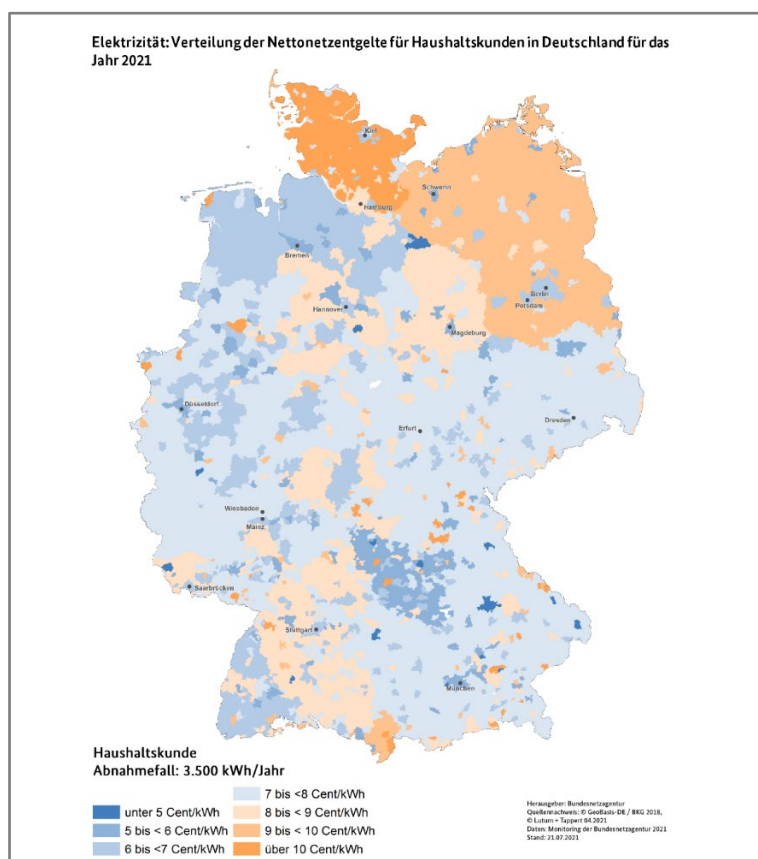 Elektrizität: Verteilung der Nettonetzentgelte für Haushaltskunden in Deutschland für das
Jahr 2021
Kiel
Schwerin
Hamburg
Bremen
Berlin
Potsdam
Hannover
Magdeburg
Düsseldorf
Erfurt
Dresden
Wiesbaden
Mainz
Saarbrücken
Stuttgart
München
Haushaltskunde
Abnahmefall: 3.500 kWh/Jahr
unter 5 Cent/kWh
5 bis < 6 Cent/kWh
6 bis <7 Cent/kWh
7 bis <8 Cent/kWh
8 bis < 9 Cent/kWh
9 bis < 10 Cent/kWh
über 10 Cent/kWh
Herausgeber: Bundesnetzagentur
Quellennachweis: © GeoBasis-DE / BKG 2018,
© Lutum + Tappert 04.2021
Daten: Monitoring der Bundesnetzagentur 2021
Stand: 21.07.2021